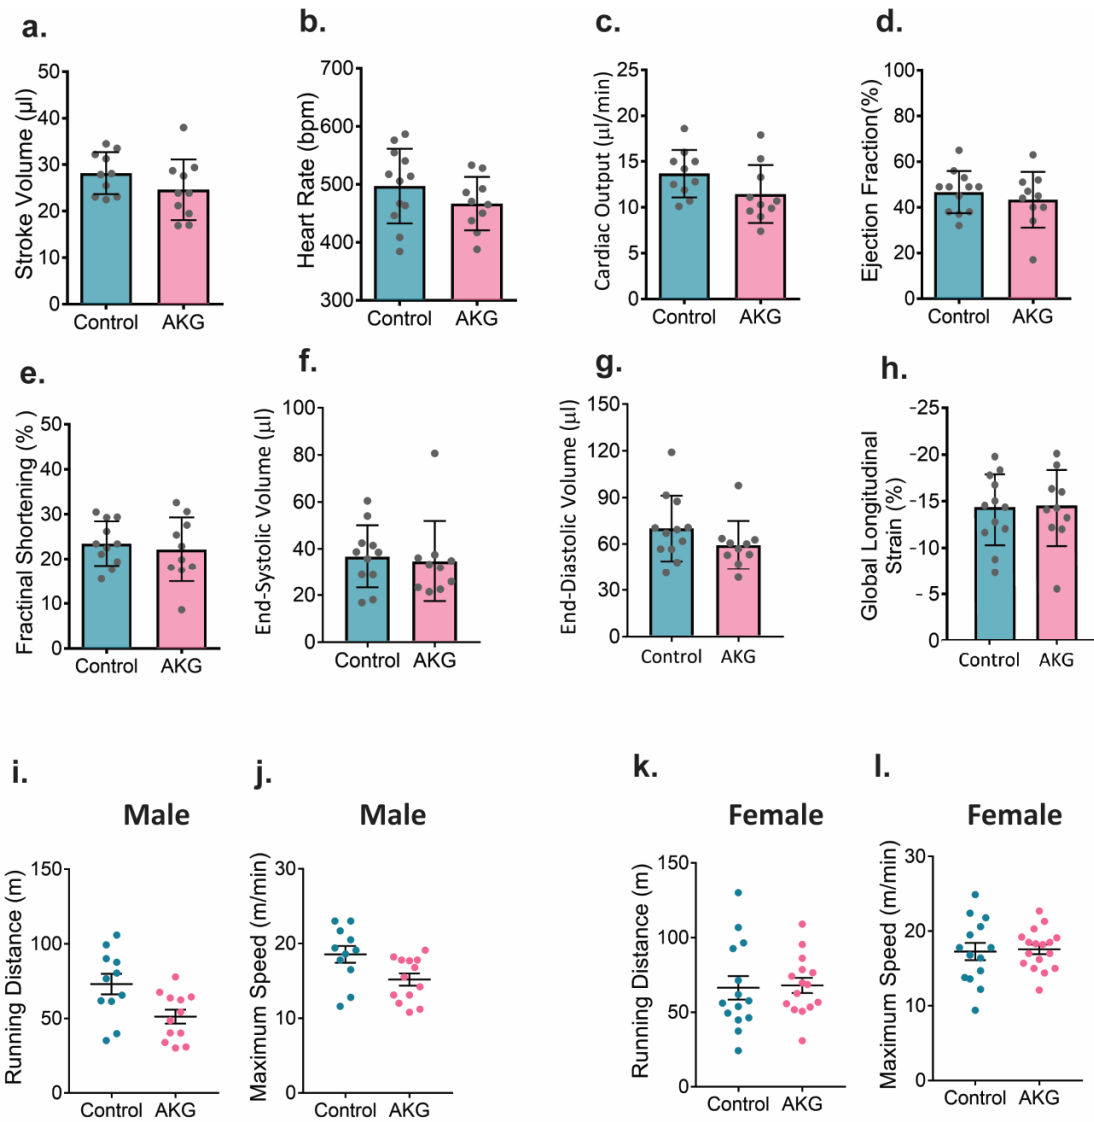 a.
Stroke Volume (µl)
50
40
30
20
10
0
Control AKG
b.
Heart Rate (bpm)
700
600
500
400
300
Control AKG
c.
Cardiac Output (µl/min)
25
20
15
10
5
0
Control AKG
d.
Ejection Fraction(%)
100
80
60
40
20
0
Control AKG
e.
Fractinal Shortening (% )
50
40
30
20
10
0
Control AKG
f.
End-Systolic Volume (µl)
100
80
60
40
20
0
Control AKG
g.
End-Diastolic Volume (µl)
150
120
90
60
30
0
Control AKG
h.
Global Longitudinal
Strain (%)
-25
-20
-15
-10
- 5
0
Control AKG
i.
Male
Running Distance (m)
150
100
50
0
Control AKG
j.
Male
Maximum Speed (m/min)
30
20
10
0
Control AKG
k.
Female
Running Distance (m)
150
100
50
0
Control AKG
l.
Female
Maximum Speed (m/min)
30
20
10
0
Control AKG